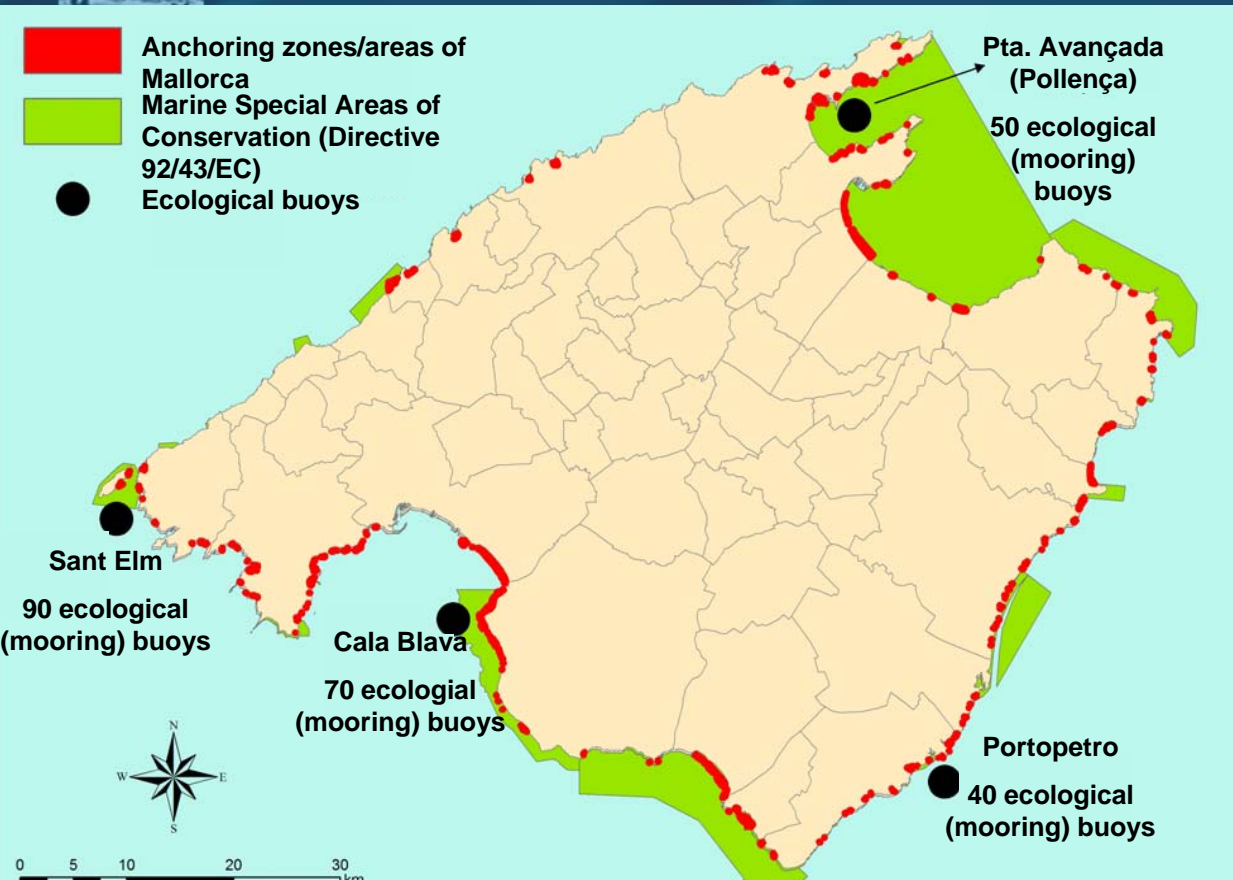 Anchoring zones/areas of
Mallorca
Marine Special Areas of
Conservation (Directive
92/43/EC)
Ecological buoys
Pta. Avançada
(Pollença)
50 ecological
(mooring)
buoys
Sant Elm
90 ecological
(mooring) buoys
Cala Blava
70 ecologial
(mooring) buoys
Portopetro
40 ecological
(mooring) buoys
N
W E
S
0 5 10 20 30
km